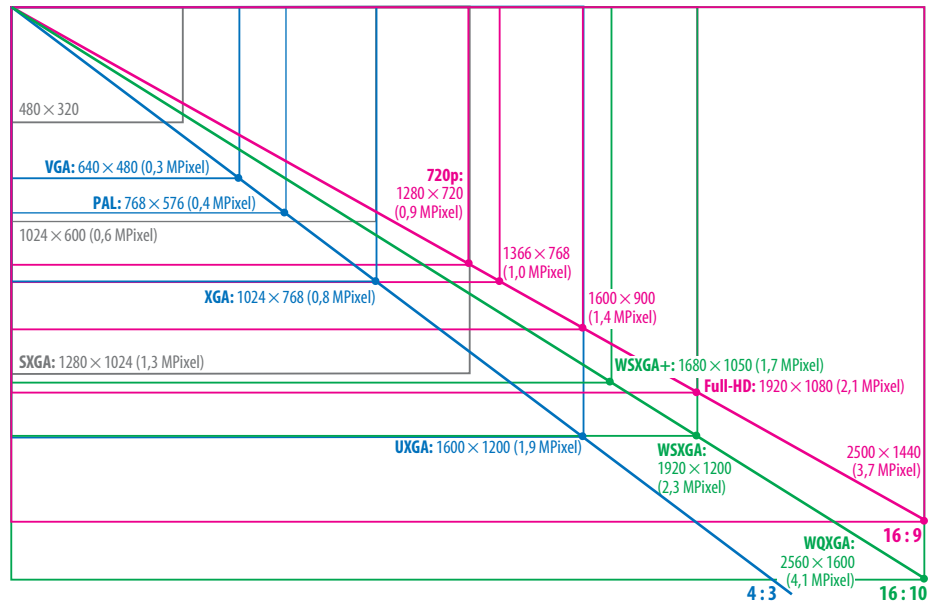 480 × 320
VGA: 640 × 480 (0,3 MPixel)
720p:
1280 × 720
(0,9 MPixel)
PAL: 768 × 576 (0,4 MPixel)
1024 × 600 (0,6 MPixel)
1366 × 768
(1,0 MPixel)
XGA: 1024 × 768 (0,8 MPixel)
1600 × 900
(1,4 MPixel)
SXGA: 1280 × 1024 (1,3 MPixel)
WSXGA+: 1680 × 1050 (1,7 MPixel)
Full-HD: 1920 × 1080 (2,1 MPixel)
UXGA: 1600 × 1200 (1,9 MPixel)
WSXGA:
1920 × 1200
(2,3 MPixel)
2500 × 1440
(3,7 MPixel)
16 : 9
WQXGA:
2560 × 1600
(4,1 MPixel)
4 : 3
16 : 10